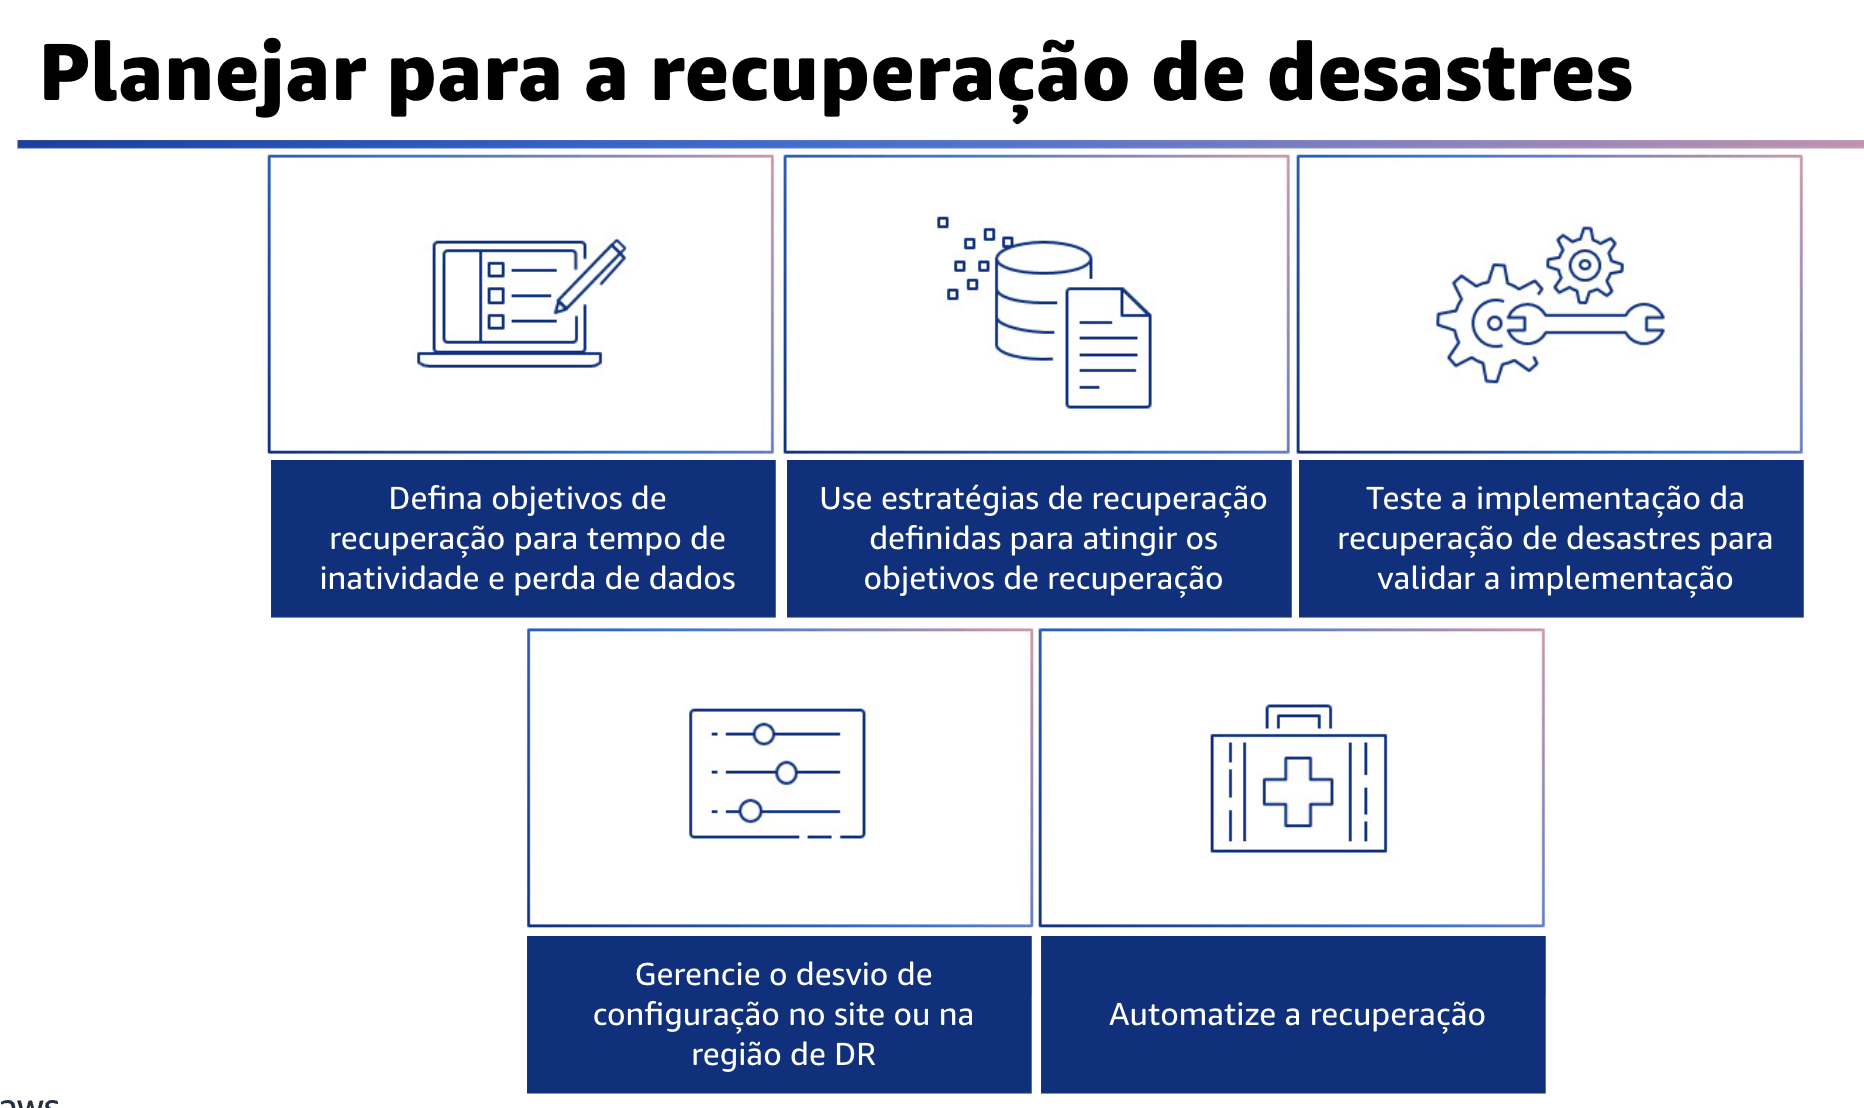 Planejar para a recuperação de desastres
Defina objetivos de
recuperação para tempo de
inatividade e perda de dados
Use estratégias de recuperação
definidas para atingir os
objetivos de recuperação
Teste a implementação da
recuperação de desastres para
validar a implementação
Gerencie o desvio de
configuração no site ou na
região de DR
Automatize a recuperação
aws